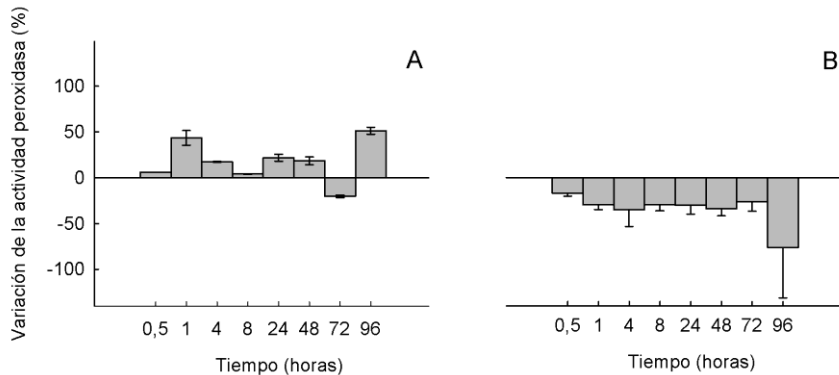 Variación de la actividad peroxidasa (%)
A
100
50
0
-50
-100
0,5 1 4 8 24 48 72 96
Tiempo (horas)
B
0,5 1 4 8 24 48 72 96
Tiempo (horas)